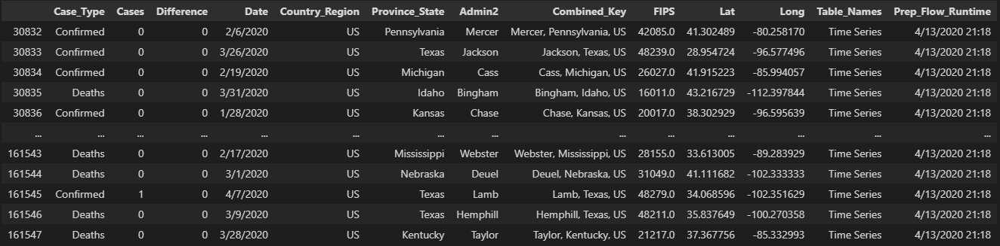 Case_Type Cases Difference Date Country_Region Province_State Admin2 Combined_Key FIPS Lat Long Table_Names Prep_Flow_Runtime
30832 Confirmed 0 0 2/6/2020 US Pennsylvania Mercer Mercer, Pennsylvania, US 42085.0 41.302489 -80.258170 Time Series 4/13/2020 21:18
30833 Confirmed 0 0 3/26/2020 US Texas Jackson Jackson, Texas, US 48239.0 28.954724 -96.577496 Time Series 4/13/2020 21:18
30834 Confirmed 0 0 2/19/2020 US Michigan Cass Cass, Michigan, US 26027.0 41.915223 -85.994057 Time Series 4/13/2020 21:18
30835 Deaths 0 0 3/31/2020 US Idaho Bingham Bingham, Idaho, US 16011.0 43.216729 -112.397844 Time Series 4/13/2020 21:18
30836 Confirmed 0 0 1/28/2020 US Kansas Chase Chase, Kansas, US 20017.0 38.302929 -96.595639 Time Series 4/13/2020 21:18
... ... ... ... ... ... ... ... ... ... ... ... ... ...
161543 Deaths 0 0 2/17/2020 US Mississippi Webster Webster, Mississippi, US 28155.0 33.613005 -89.283929 Time Series 4/13/2020 21:18
161544 Deaths 0 0 3/1/2020 US Nebraska Deuel Deuel, Nebraska, US 31049.0 41.111682 -102.333333 Time Series 4/13/2020 21:18
161545 Confirmed 1 0 4/7/2020 US Texas Lamb Lamb, Texas, US 48279.0 34.068596 -102.351629 Time Series 4/13/2020 21:18
161546 Deaths 0 0 3/9/2020 US Texas Hemphill Hemphill, Texas, US 48211.0 35.837649 -100.270358 Time Series 4/13/2020 21:18
161547 Deaths 0 0 3/28/2020 US Kentucky Taylor Taylor, Kentucky, US 21217.0 37.367756 -85.332993 Time Series 4/13/2020 21:18